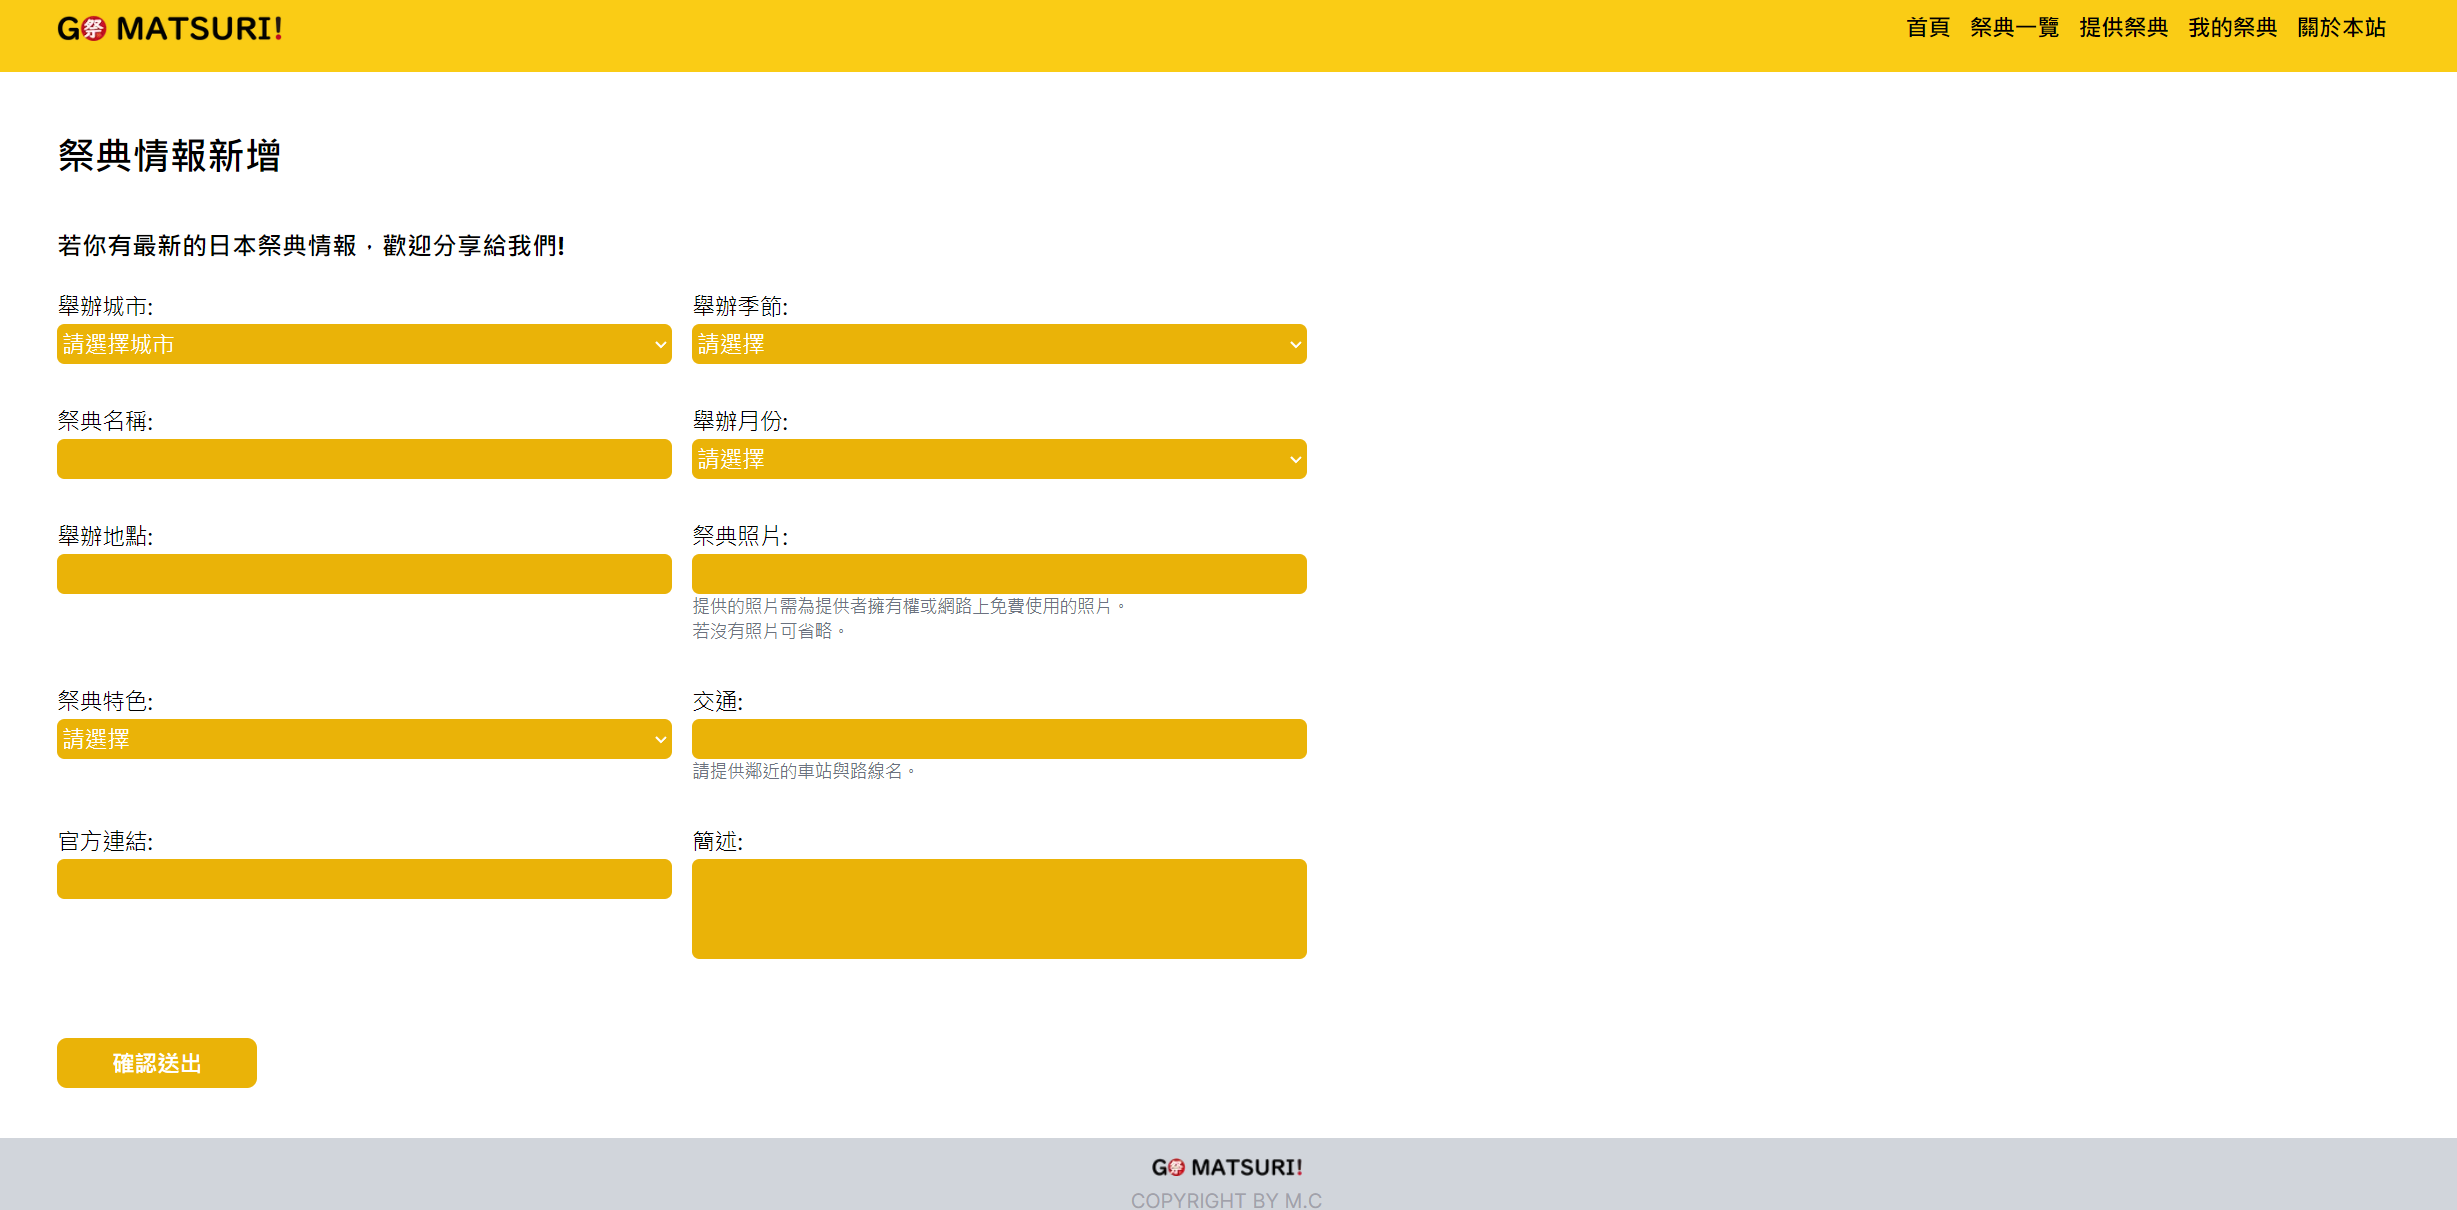 G祭 MATSURI!
首頁 祭典一覽 提供祭典 我的祭典 關於本站
祭典情報新增
若你有最新的日本祭典情報，歡迎分享給我們!
舉辦城市: 舉辦季節:
請選擇城市 請選擇
祭典名稱: 舉辦月份:
請選擇
舉辦地點: 祭典照片:
提供的照片需為提供者擁有權或網路上免費使用的照片。
若沒有照片可省略。
祭典特色: 交通:
請選擇
請提供鄰近的車站與路線名。
官方連結: 簡述:
確認送出
G祭 MATSURI!
COPYRIGHT BY M.C